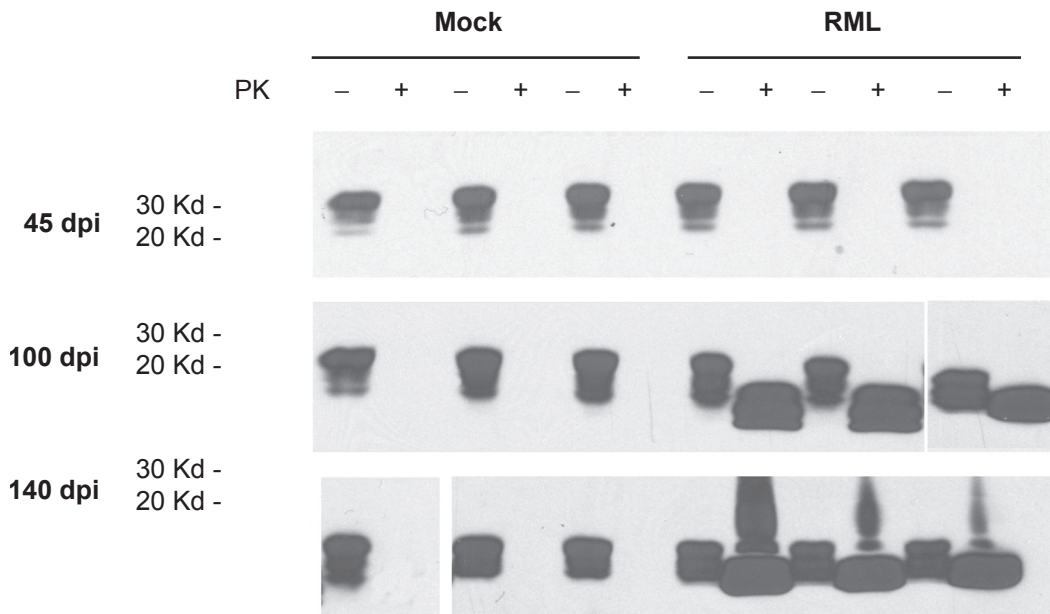 Mock RML
PK – + – + – + – + – + – +
45 dpi
30 Kd -
20 Kd -
100 dpi
30 Kd -
20 Kd -
140 dpi
30 Kd -
20 Kd -